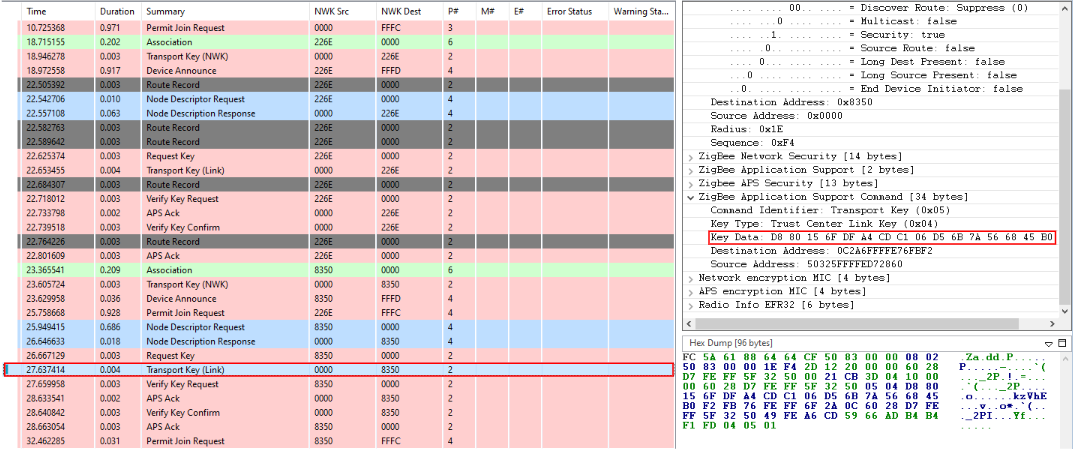 Time Duration Summary NWK Src NWK Dest P# M# E# Error Status Warning Sta...
10.725368 0.971 Permit Join Request 0000 FFFC 3
18.715155 0.202 Association 226E 0000 6
18.946278 0.003 Transport Key (NWK) 0000 226E 2
18.972558 0.917 Device Announce 226E FFFD 4
22.505392 0.003 Route Record 226E 0000 2
22.542706 0.010 Node Descriptor Request 226E 0000 4
22.557108 0.063 Node Descriptor Response 226E 0000 4
22.582763 0.003 Route Record 226E 0000 2
22.589642 0.003 Route Record 226E 0000 2
22.625374 0.003 Request Key 226E 0000 2
22.653455 0.004 Transport Key (Link) 0000 226E 2
22.684307 0.003 Route Record 226E 0000 2
22.718012 0.003 Verify Key Request 226E 0000 2
22.733798 0.002 APS Ack 0000 226E 2
22.739518 0.003 Verify Key Confirm 0000 226E 2
22.764226 0.003 Route Record 226E 0000 2
22.801609 0.003 APS Ack 226E 0000 2
23.365541 0.209 Association 8350 0000 6
23.605724 0.003 Transport Key (NWK) 0000 8350 2
23.629958 0.036 Device Announce 8350 FFFD 4
25.758668 0.928 Permit Join Request 0000 FFFC 4
25.949415 0.686 Node Descriptor Request 8350 0000 4
26.646633 0.018 Node Descriptor Response 8350 0000 4
26.667129 0.003 Request Key 8350 0000 2
27.637414 0.004 Transport Key (Link) 0000 8350 2
27.659958 0.003 Verify Key Request 8350 0000 2
28.633542 0.003 APS Ack 0000 8350 2
28.640842 0.003 Verify Key Confirm 0000 8350 2
28.663054 0.003 APS Ack 8350 0000 2
32.462285 0.031 Permit Join Request 0000 FFFC 4
.... 00.. .... .... = Discover Route: Suppress (0)
.... ...0 .... .... = Multicast: false
.... ..1. .... .... = Security: true
.... .0.. .... .... = Source Route: false
.... 0... .... .... = Long Dest Present: false
...0 .... .... .... = Long Source Present: false
..0. .... .... .... = End Device Initiator: false
Destination Address: 0x8350
Source Address: 0x0000
Radius: 0x1E
Sequence: 0xF4
ZigBee Network Security [14 bytes]
ZigBee Application Support [2 bytes]
Zigbee APS Security [13 bytes]
ZigBee Application Support Command [34 bytes]
Command Identifier: Transport Key (0x05)
Key Type: Trust Center Link Key (0x04)
Key Data: D8 80 15 6F DF A4 CD C1 06 D5 6B 7A 56 68 45 B0
Destination Address: 0C2A6FFFFE76FBF2
Source Address: 50325FFFFED72860
Network encryption MIC [4 bytes]
APS encryption MIC [4 bytes]
Radio Info EFR32 [6 bytes]
Hex Dump [96 bytes]
FC 5A 61 88 64 64 CF 50 83 00 00 08 02 .Za.dd.P.....
50 83 00 00 1E F4 2D 12 20 00 00 60 28 P.....-. ..`(
D7 FE FF 5F 32 50 00 21 CB 3D 04 10 00 ..._2P.!.=...
00 60 28 D7 FE FF 5F 32 50 05 04 D8 80 .`(..._2P....
15 6F DF A4 CD C1 06 D5 6B 7A 56 68 45 .o......kzVhE
B0 F2 FB 76 FE FF 6F 2A 0C 60 28 D7 FE ...v..o*.`(..
FF 5F 32 50 49 FE A6 CD 59 66 AD B4 B4 ._2PI...Yf...
F1 FD 04 05 01 .....